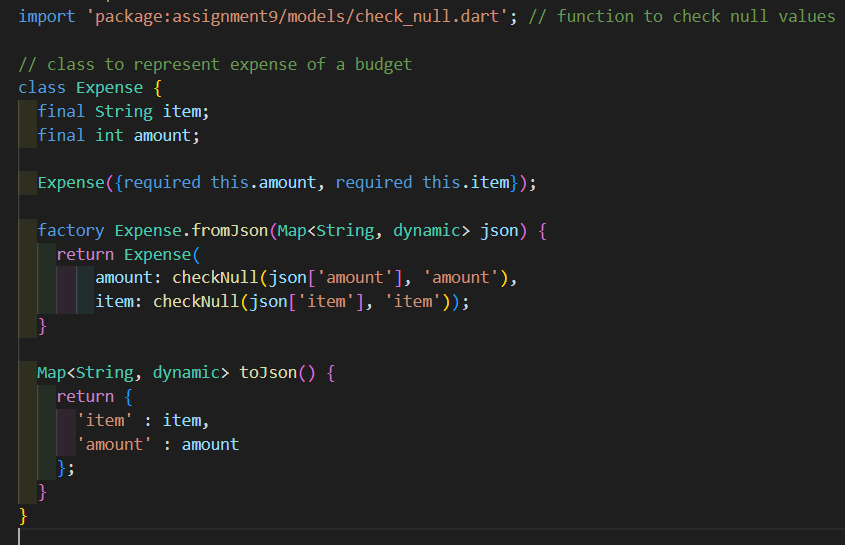 import 'package:assignment9/models/check_null.dart'; // function to check null values
// class to represent expense of a budget
class Expense {
final String item;
final int amount;
Expense({required this.amount, required this.item});
factory Expense.fromJson(Map<String, dynamic> json) {
return Expense(
amount: checkNull(json['amount'], 'amount'),
item: checkNull(json['item'], 'item'));
}
Map<String, dynamic> toJson() {
return {
'item' : item,
'amount' : amount
};
}
}